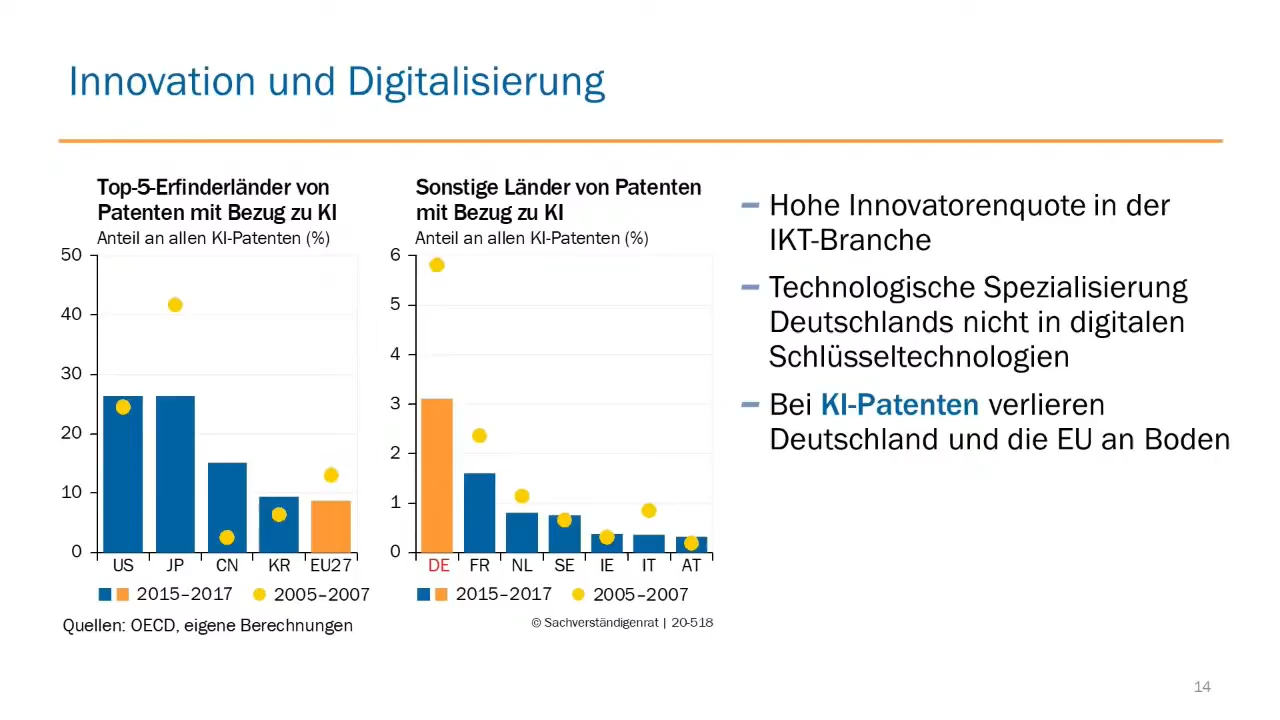 Innovation und Digitalisierung
Top-5-Erfinderländer von
Patenten mit Bezug zu KI
Anteil an allen KI-Patenten (%)
50
40
30
20
10
0
US JP CN KR EU27
2015–2017 2005–2007
Quellen: OECD, eigene Berechnungen
Sonstige Länder von Patenten
mit Bezug zu KI
Anteil an allen KI-Patenten (%)
6
5
4
3
2
1
0
DE FR NL SE IE IT AT
2015–2017 2005–2007
© Sachverständigenrat | 20-518
– Hohe Innovatorenquote in der
IKT-Branche
– Technologische Spezialisierung
Deutschlands nicht in digitalen
Schlüsseltechnologien
– Bei KI-Patenten verlieren
Deutschland und die EU an Boden
14